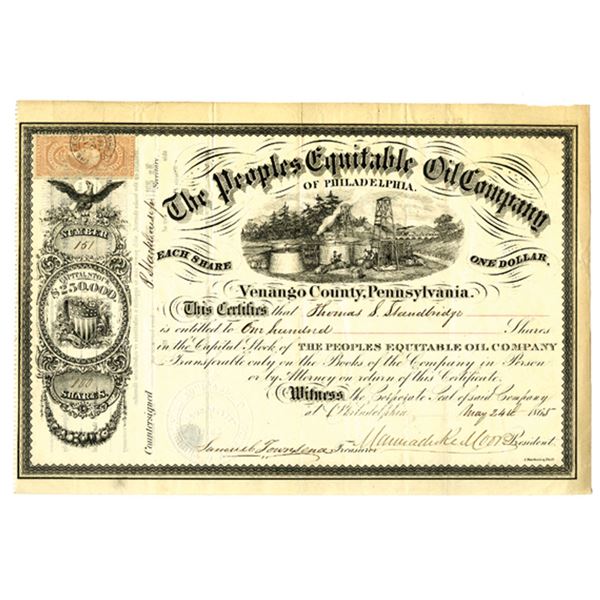 The Peoples Equitable Oil Company
OF PHILADELPHIA.
EACH SHARE ONE DOLLAR.
Venango County, Pennsylvania.
NUMBER
151
CAPITAL STOCK
$250,000.
100
SHARES.
Countersigned
Secretary
This Certifies that Thomas S. Standbridge
is entitled to One hundred Shares
in the Capital Stock of THE PEOPLES EQUITABLE OIL COMPANY
Transferable only on the Books of the Company in Person
or by Attorney on return of this Certificate.
Witness the Corporate Seal of said Company
at Philadelphia May 24th 1865
Samuel Townsend Treasurer
Marmaduke Moore President